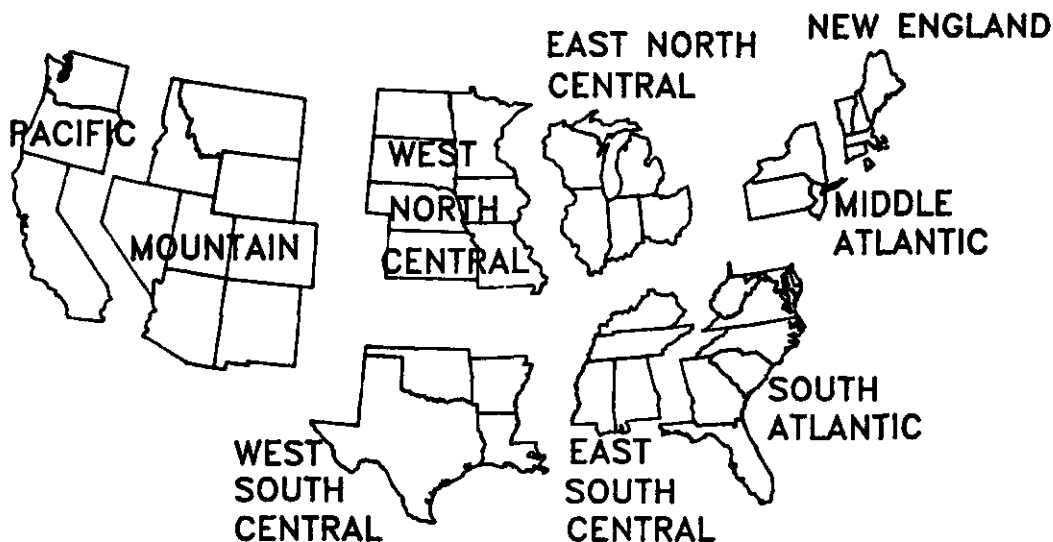 NEW ENGLAND
EAST NORTH
CENTRAL
PACIFIC
WEST
NORTH
CENTRAL
MOUNTAIN
MIDDLE
ATLANTIC
SOUTH
ATLANTIC
WEST
SOUTH
CENTRAL
EAST
SOUTH
CENTRAL